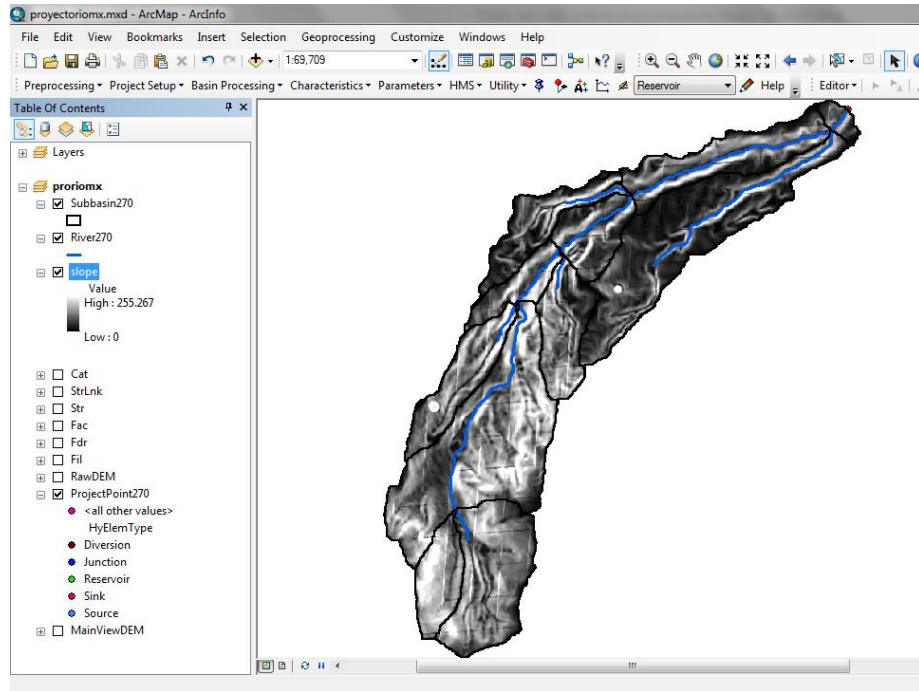 proyectoriomx.mxd - ArcMap - ArcInfo
File Edit View Bookmarks Insert Selection Geoprocessing Customize Windows Help
1:69,709
Preprocessing Project Setup Basin Processing Characteristics Parameters HMS Utility Reservoir Help Editor
Table Of Contents
Layers
proriomx
Subbasin270
River270
slope
Value
High : 255.267
Low : 0
Cat
StrLnk
Str
Fac
Fdr
Fil
RawDEM
ProjectPoint270
<all other values>
HyElemType
Diversion
Junction
Reservoir
Sink
Source
MainViewDEM